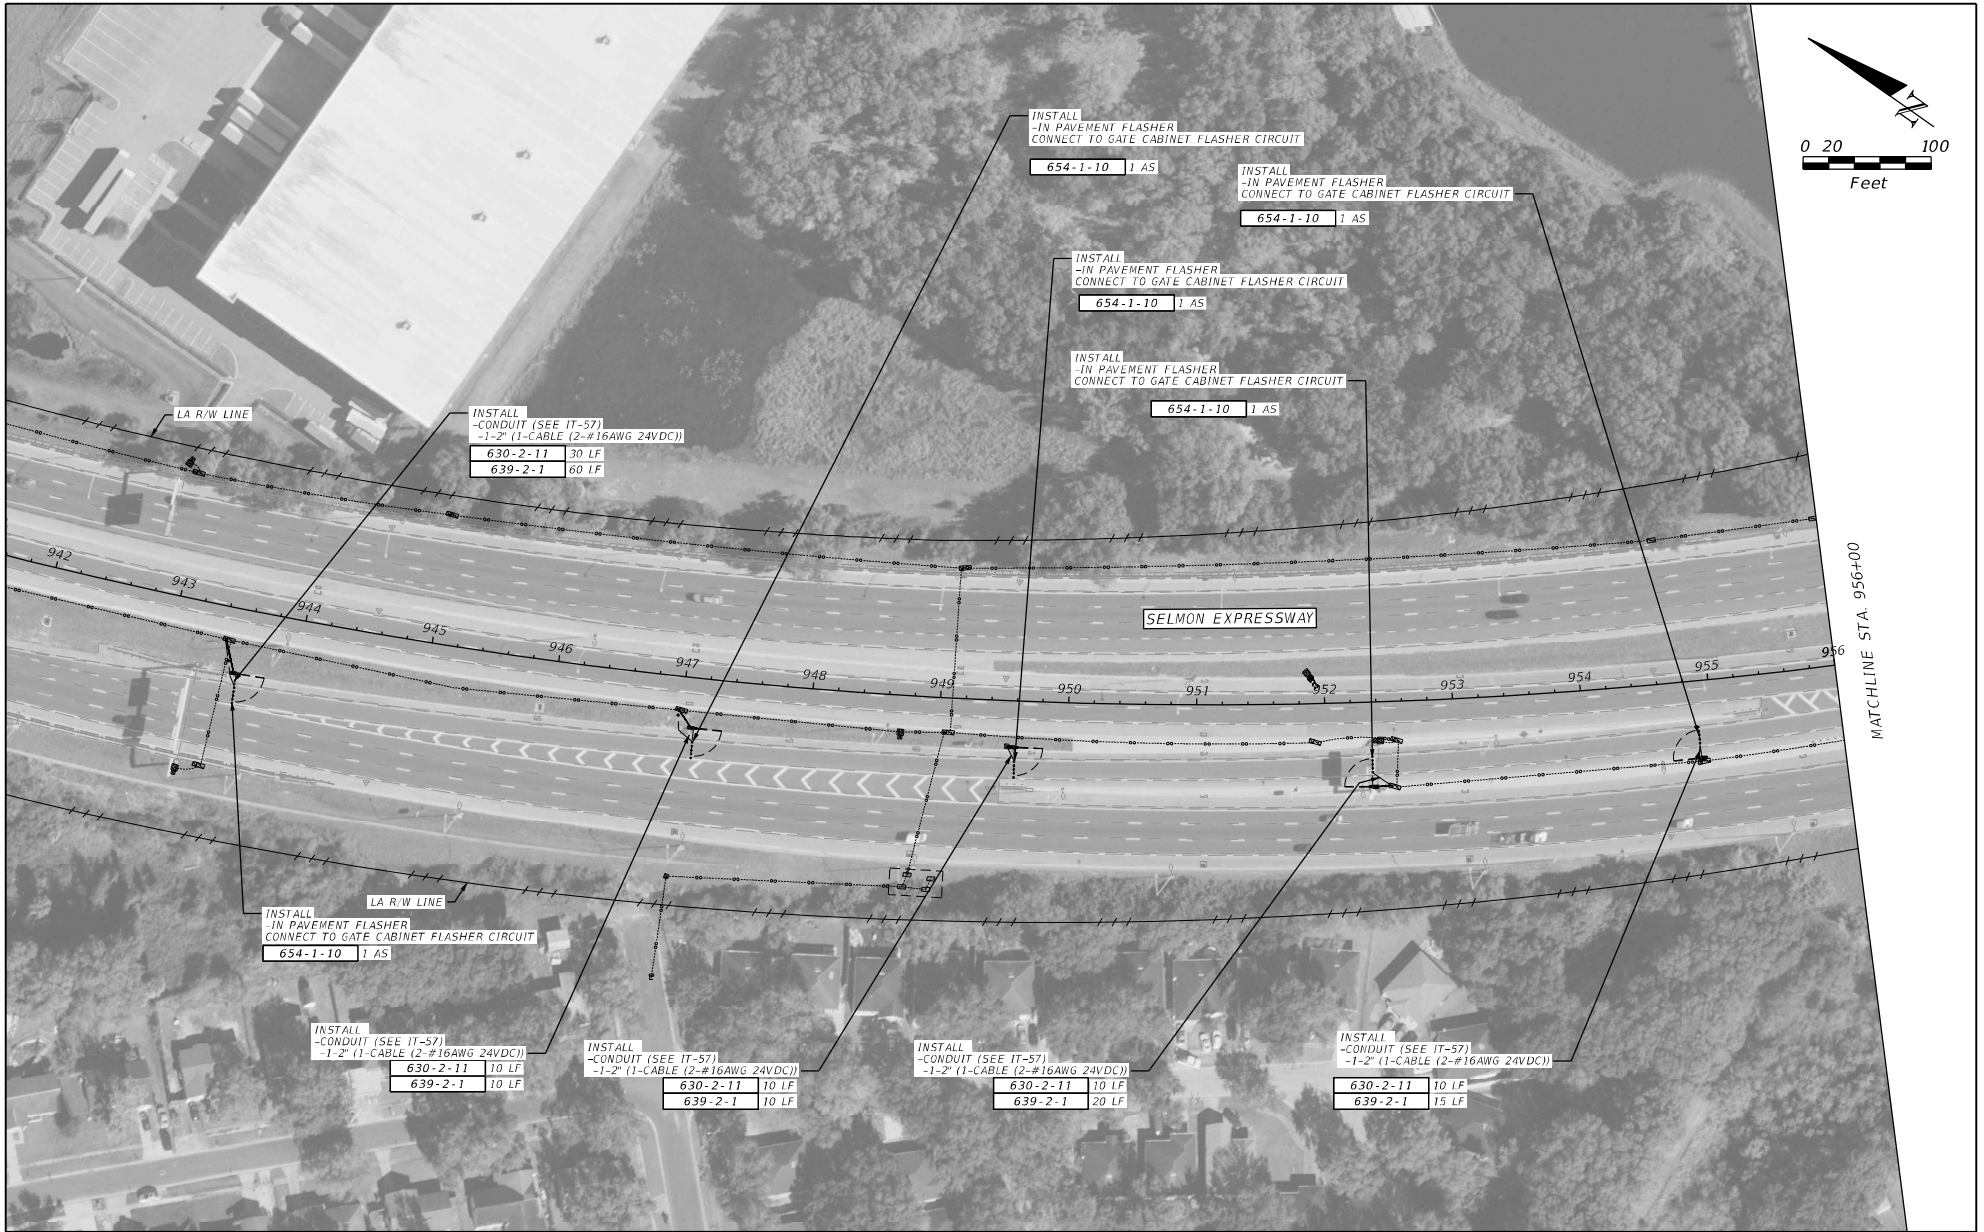 INSTALL
-IN PAVEMENT FLASHER
CONNECT TO GATE CABINET FLASHER CIRCUIT
654-1-10 1 AS
INSTALL
-IN PAVEMENT FLASHER
CONNECT TO GATE CABINET FLASHER CIRCUIT
654-1-10 1 AS
N
0 20 100
Feet
INSTALL
-IN PAVEMENT FLASHER
CONNECT TO GATE CABINET FLASHER CIRCUIT
654-1-10 1 AS
INSTALL
-IN PAVEMENT FLASHER
CONNECT TO GATE CABINET FLASHER CIRCUIT
654-1-10 1 AS
LA R/W LINE
INSTALL
-CONDUIT (SEE IT-57)
-1-2" (1-CABLE (2-#16AWG 24VDC))
630-2-11 30 LF
639-2-1 60 LF
942
943
944
945
946
947
948
949
950
951
952
953
954
955
956
SELMON EXPRESSWAY
MATCHLINE STA. 956+00
LA R/W LINE
INSTALL
-IN PAVEMENT FLASHER
CONNECT TO GATE CABINET FLASHER CIRCUIT
654-1-10 1 AS
INSTALL
-CONDUIT (SEE IT-57)
-1-2" (1-CABLE (2-#16AWG 24VDC))
630-2-11 10 LF
639-2-1 10 LF
INSTALL
-CONDUIT (SEE IT-57)
-1-2" (1-CABLE (2-#16AWG 24VDC))
630-2-11 10 LF
639-2-1 10 LF
INSTALL
-CONDUIT (SEE IT-57)
-1-2" (1-CABLE (2-#16AWG 24VDC))
630-2-11 10 LF
639-2-1 20 LF
INSTALL
-CONDUIT (SEE IT-57)
-1-2" (1-CABLE (2-#16AWG 24VDC))
630-2-11 10 LF
639-2-1 15 LF